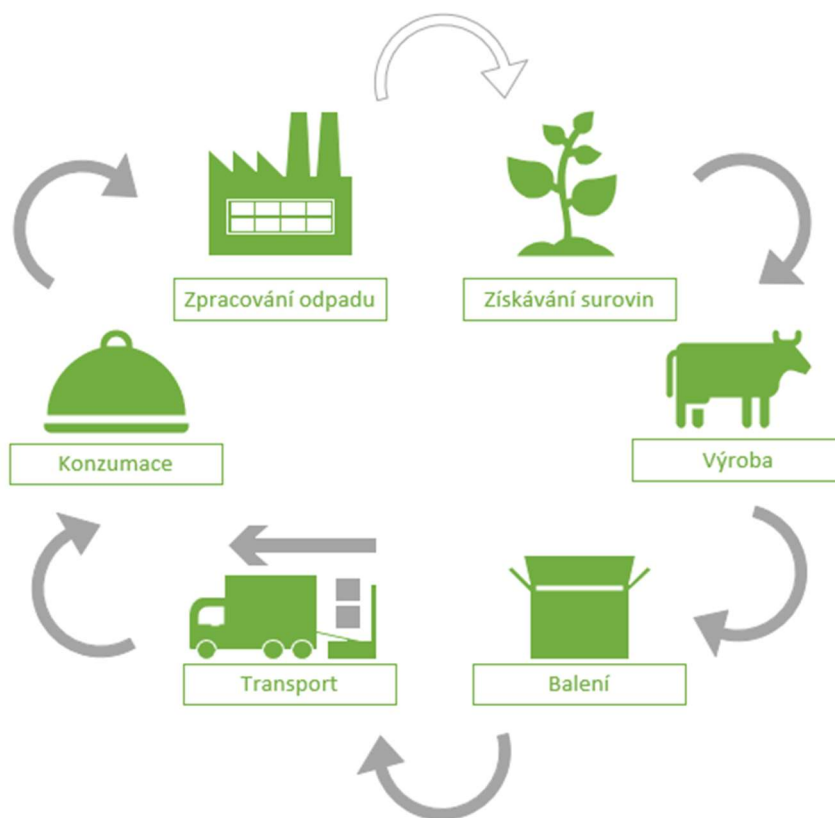 Zpracování odpadu
Získávání surovin
Konzumace
Výroba
Transport
Balení